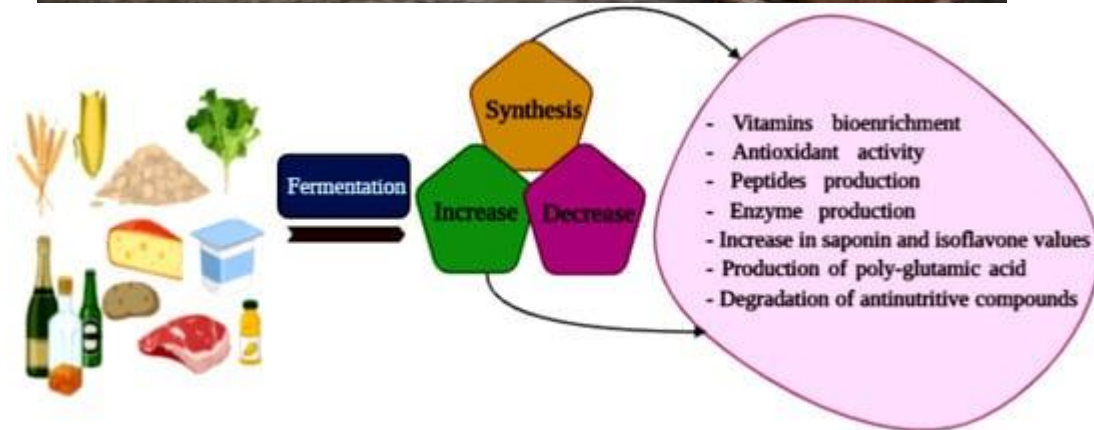 Fermentation
Synthesis
Increase
Decrease
- Vitamins bioenrichment
- Antioxidant activity
- Peptides production
- Enzyme production
- Increase in saponin and isoflavone values
- Production of poly-glutamic acid
- Degradation of antinutritive compounds